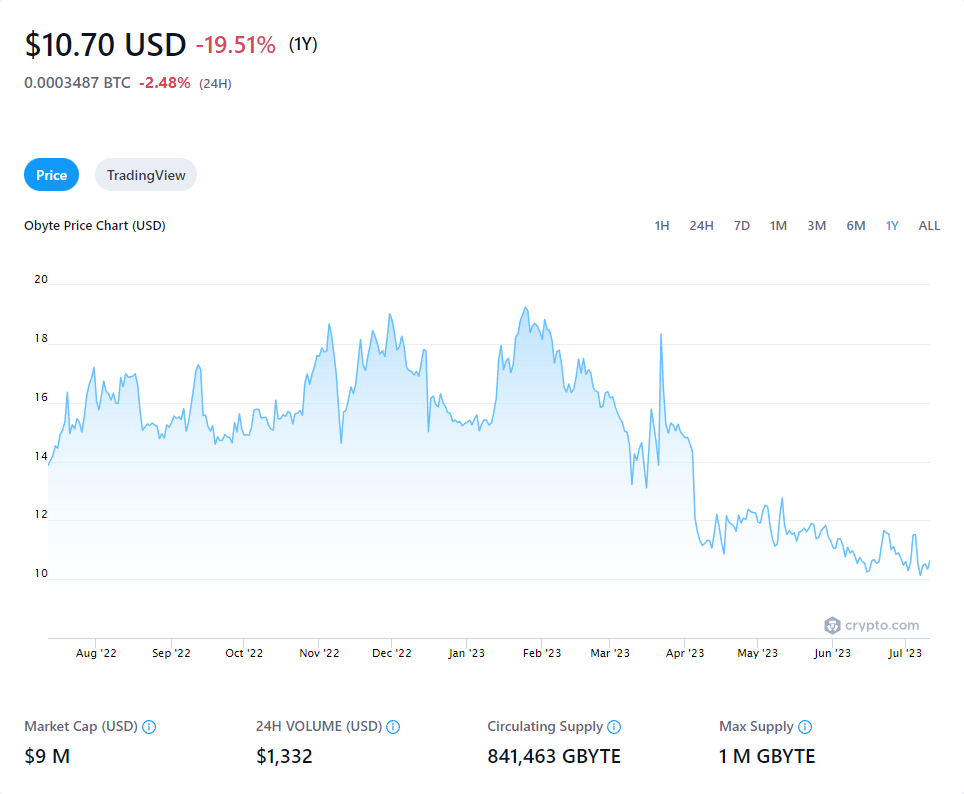 $10.70 USD -19.51% (1Y)
0.0003487 BTC -2.48% (24H)
Price TradingView
Obyte Price Chart (USD) 1H 24H 7D 1M 3M 6M 1Y ALL
20
18
16
14
12
10
crypto.com
Aug '22 Sep '22 Oct '22 Nov '22 Dec '22 Jan '23 Feb '23 Mar '23 Apr '23 May '23 Jun '23 Jul '23
Market Cap (USD) 24H VOLUME (USD) Circulating Supply Max Supply
$9 M $1,332 841,463 GBYTE 1 M GBYTE